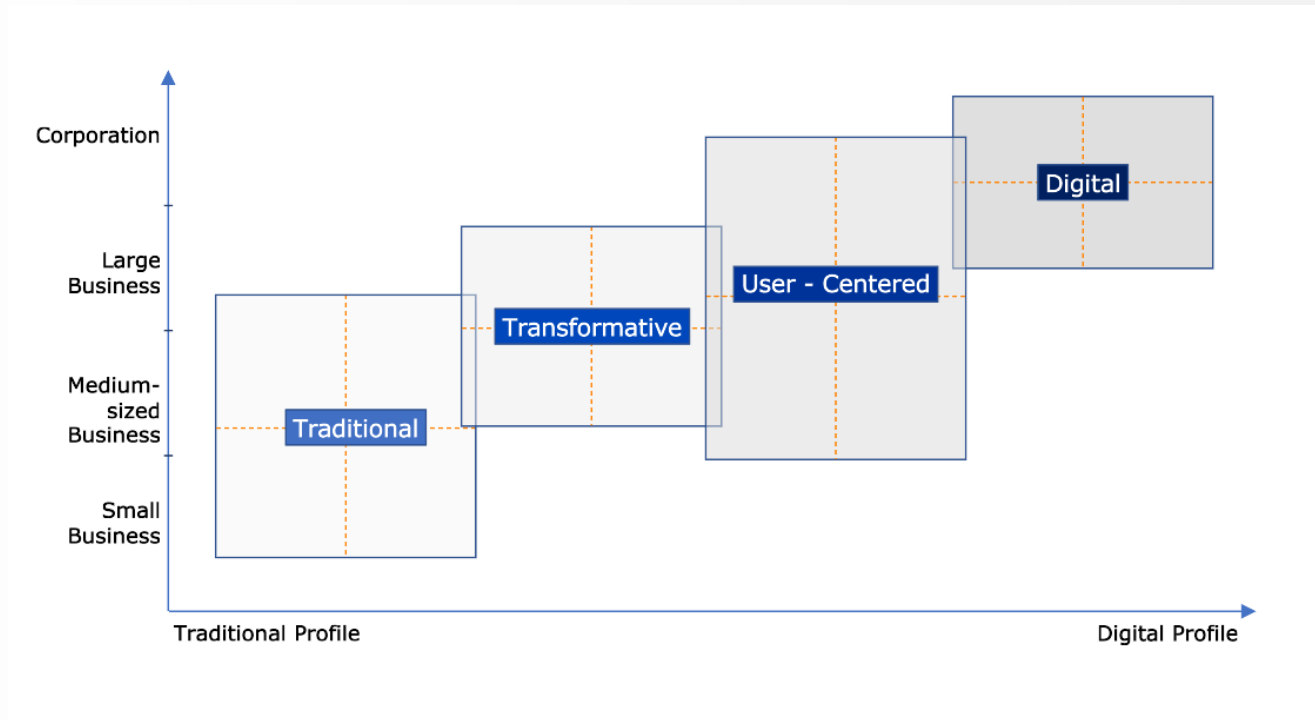 Corporation
Digital
Large
Business
User - Centered
Transformative
Medium-
sized
Business
Traditional
Small
Business
Traditional Profile
Digital Profile